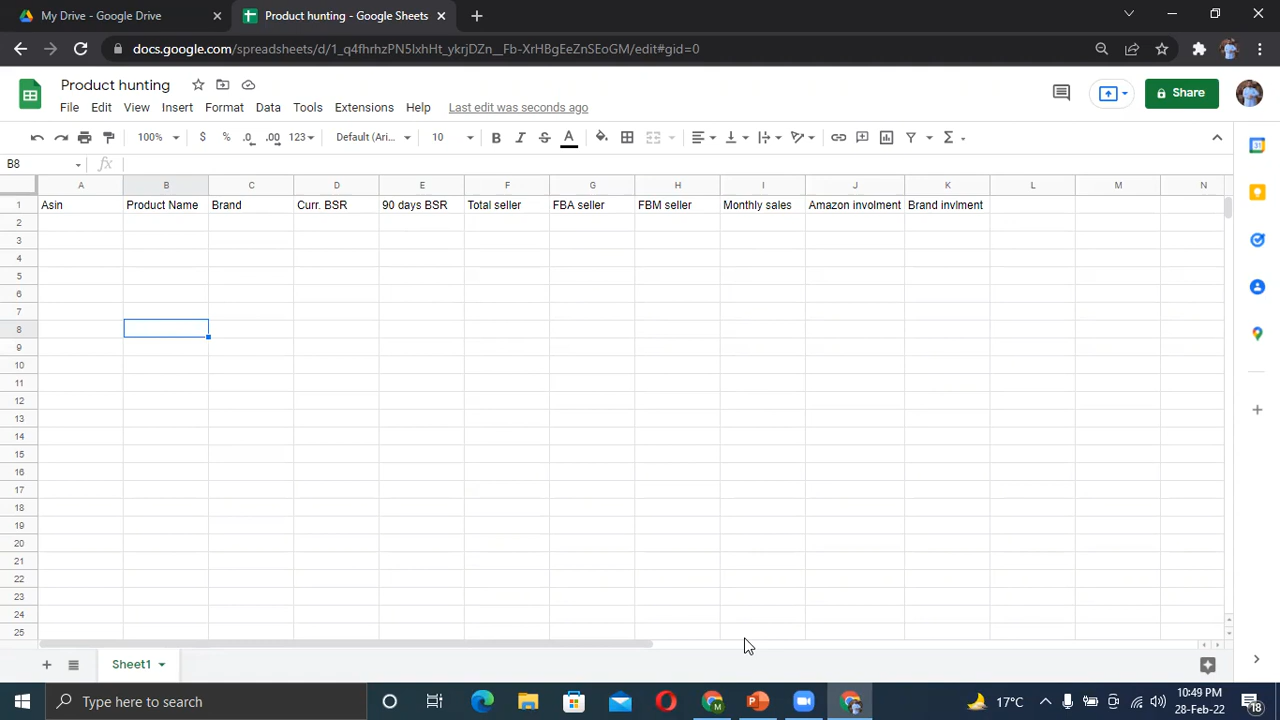 My Drive - Google Drive
Product hunting - Google Sheets
docs.google.com/spreadsheets/d/1_q4fhrhzPN5lxhHt_ykrjDZn__Fb-XrHBgEeZnSEoGM/edit#gid=0
Product hunting
File Edit View Insert Format Data Tools Extensions Help Last edit was seconds ago
Share
100% $ % .0 .00 123 Default (Ari... 10 B I S A
B8 fx
A B C D E F G H I J K L M N
1 Asin Product Name Brand Curr. BSR 90 days BSR Total seller FBA seller FBM seller Monthly sales Amazon involment Brand invlment
2
3
4
5
6
7
8
9
10
11
12
13
14
15
16
17
18
19
20
21
22
23
24
25
Sheet1
Type here to search
17°C
10:49 PM
28-Feb-22
18